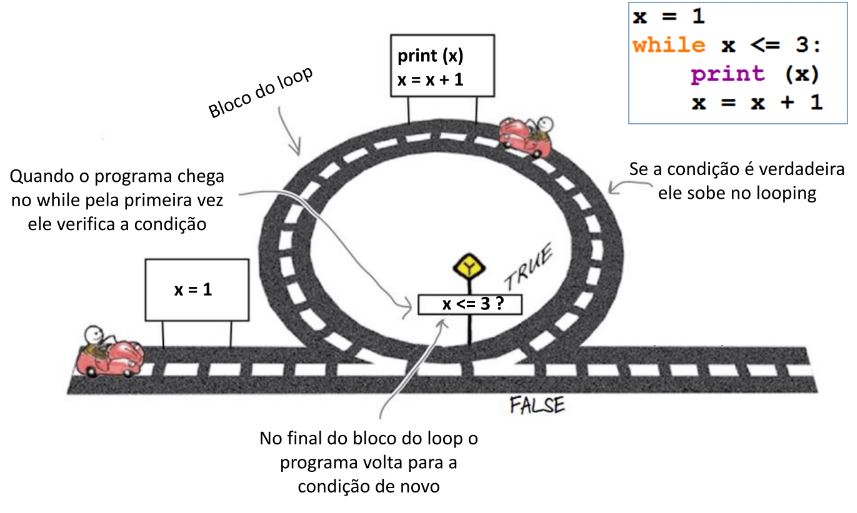 x = 1
while x <= 3:
print (x)
x = x + 1
print (x)
x = x + 1
Bloco do loop
Quando o programa chega
no while pela primeira vez
ele verifica a condição
Se a condição é verdadeira
ele sobe no looping
x = 1
TRUE
x <= 3 ?
FALSE
No final do bloco do loop o
programa volta para a
condição de novo